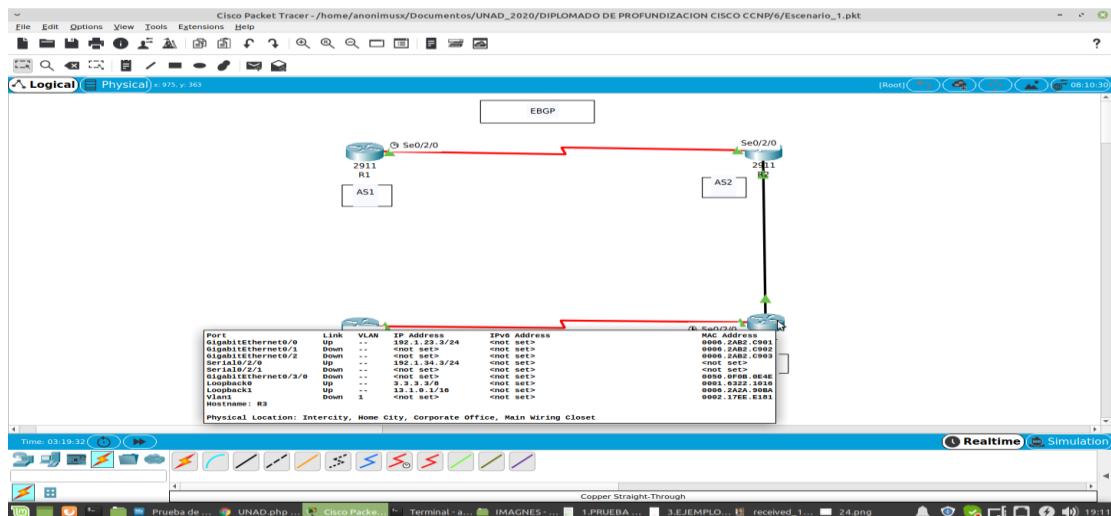 Cisco Packet Tracer - /home/anonimusx/Documents/UNAD_2020/DIPLOMADO DE PROFUNDIZACION CISCO CCNP/6/Escenario_1.pkt
File Edit Options View Tools Extensions Help
?
Logical Physical x: 975, y: 363 [Root] 08:10:30
EBGP
Se0/2/0 Se0/2/0
2911 2911
R1
AS1 AS2
Port Link VLAN IP Address IPv6 Address MAC Address
GigabitEthernet0/0 Up -- 192.1.23.3/24 <not set> 0006.2AB2.C901
GigabitEthernet0/1 Down -- <not set> <not set> 0006.2AB2.C902
GigabitEthernet0/2 Down -- <not set> <not set> 0006.2AB2.C903
Serial0/2/0 Up -- 192.1.34.3/24 <not set> <not set>
Serial0/2/1 Down -- <not set> <not set> <not set>
GigabitEthernet0/3/0 Down -- <not set> <not set> 0050.0F0B.0E4E
Loopback0 Up -- 3.3.3.3/8 <not set> 0001.6322.1016
Loopback1 Up -- 13.1.0.1/16 <not set> 0006.2A2A.90BA
Vlan1 Down 1 <not set> <not set> 0002.17EE.E181
Hostname: R3
Physical Location: Intercity, Home City, Corporate Office, Main Wiring Closet
Time: 03:19:32 Realtime Simulation
Copper Straight-Through
Prueba de ... UNAD.php ... Cisco Packe... Terminal - a... IMAGNES - ... 1.PRUEBA ... 3.EJEMPLO... received_1... 24.png 19:11